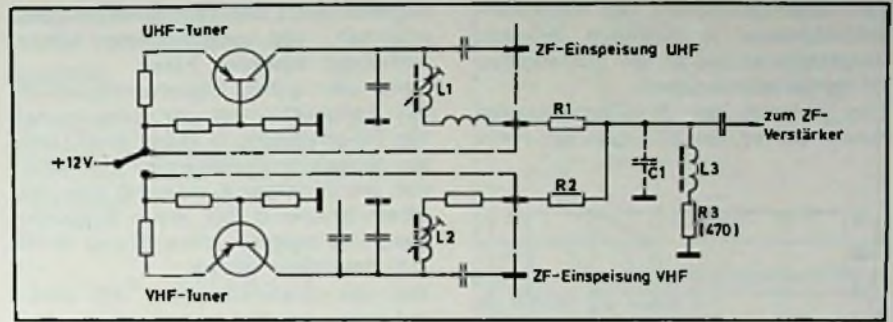 UHF-Tuner
ZF-Einspeisung UHF
L1
R1
zum ZF-
Verstärker
+12V
C1
L3
R2
R3
(470)
L2
VHF-Tuner
ZF-Einspeisung VHF